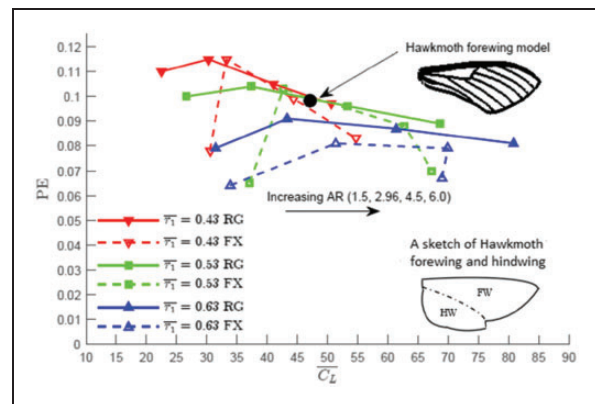 0.12
0.11
0.1
0.09
0.08
0.07
0.06
0.05
0.04
0.03
0.02
0.01
0
PE
Hawkmoth forewing model
Increasing AR (1.5, 2.96, 4.5, 6.0)
r̅₁ = 0.43 RG
r̅₁ = 0.43 FX
r̅₁ = 0.53 RG
r̅₁ = 0.53 FX
r̅₁ = 0.63 RG
r̅₁ = 0.63 FX
A sketch of Hawkmoth
forewing and hindwing
FW
HW
10 15 20 25 30 35 40 45 50 55 60 65 70 75 80 85 90
C̅_L